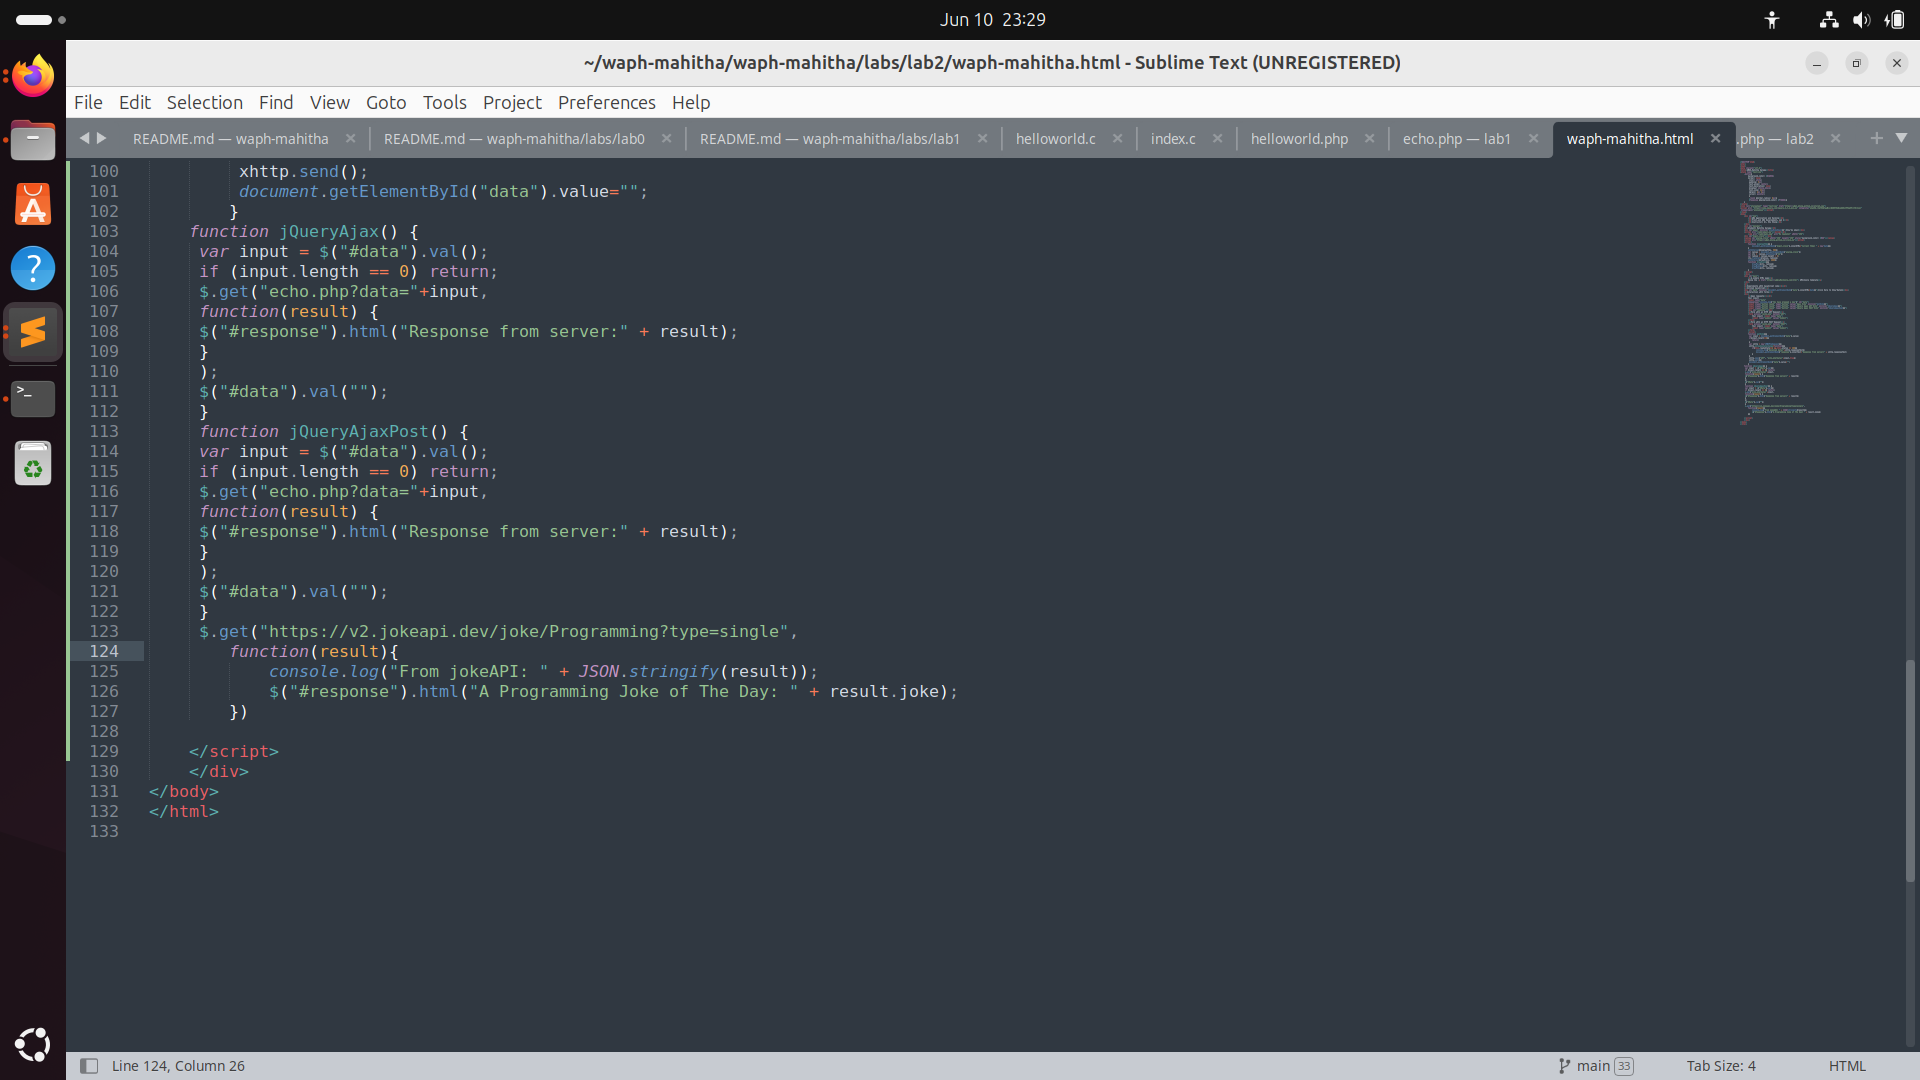 Jun 10 23:29
~/waph-mahitha/waph-mahitha/labs/lab2/waph-mahitha.html - Sublime Text (UNREGISTERED)
File Edit Selection Find View Goto Tools Project Preferences Help
README.md — waph-mahitha README.md — waph-mahitha/labs/lab0 README.md — waph-mahitha/labs/lab1 helloworld.c index.c helloworld.php echo.php — lab1 waph-mahitha.html .php — lab2
100 xhttp.send();
101 document.getElementById("data").value="";
102 }
103 function jQueryAjax() {
104 var input = $("#data").val();
105 if (input.length == 0) return;
106 $.get("echo.php?data="+input,
107 function(result) {
108 $("#response").html("Response from server:" + result);
109 }
110 );
111 $("#data").val("");
112 }
113 function jQueryAjaxPost() {
114 var input = $("#data").val();
115 if (input.length == 0) return;
116 $.get("echo.php?data="+input,
117 function(result) {
118 $("#response").html("Response from server:" + result);
119 }
120 );
121 $("#data").val("");
122 }
123 $.get("https://v2.jokeapi.dev/joke/Programming?type=single",
124 function(result){
125 console.log("From jokeAPI: " + JSON.stringify(result));
126 $("#response").html("A Programming Joke of The Day: " + result.joke);
127 })
128
129 </script>
130 </div>
131 </body>
132 </html>
133
Line 124, Column 26 main 33 Tab Size: 4 HTML